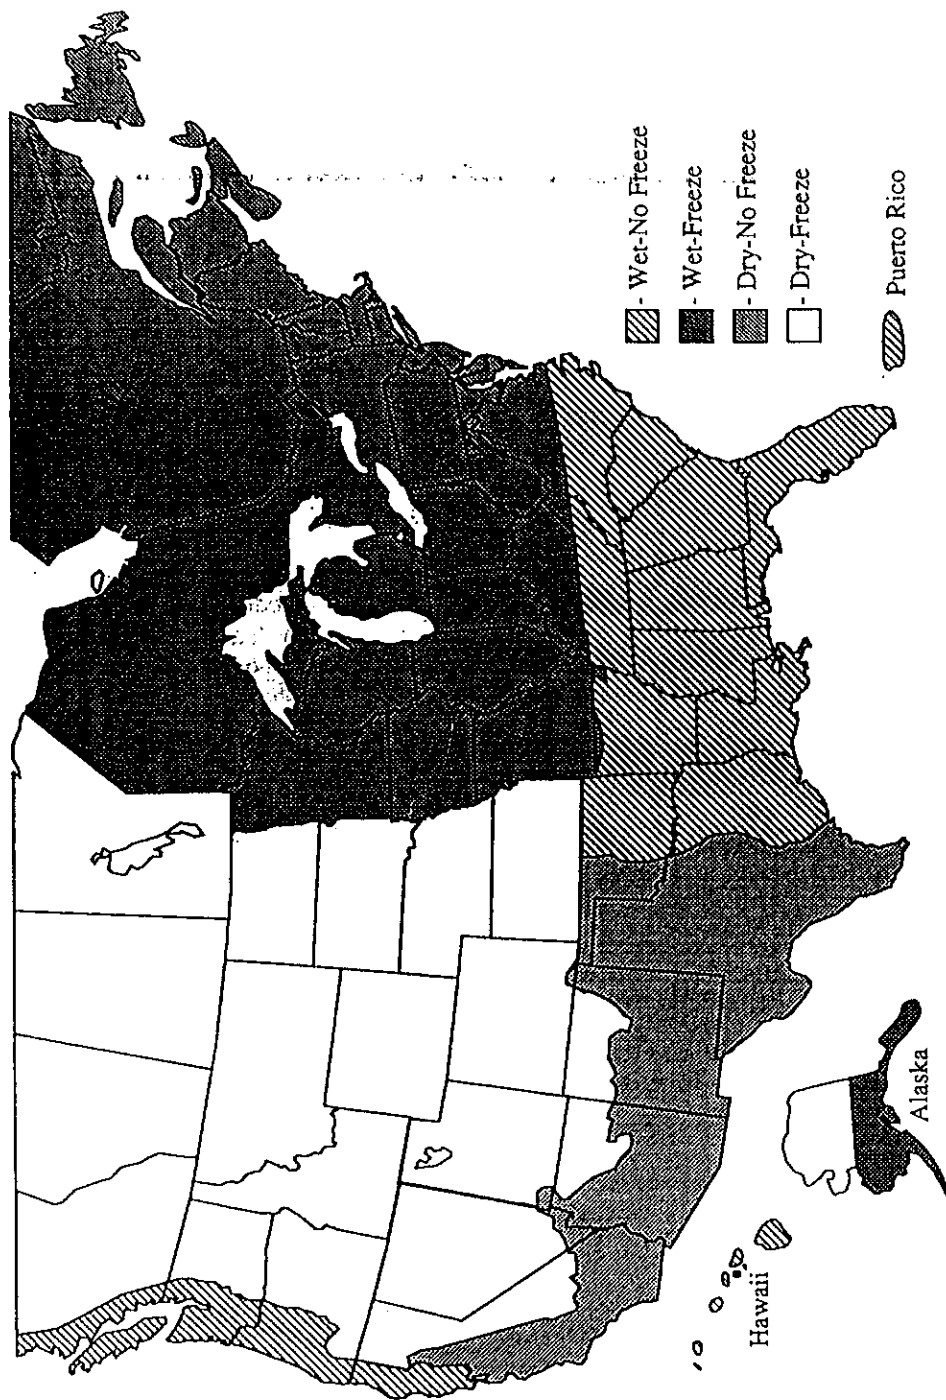 - Wet-No Freeze
- Wet-Freeze
- Dry-No Freeze
- Dry-Freeze
Puerto Rico
Alaska
Hawaii